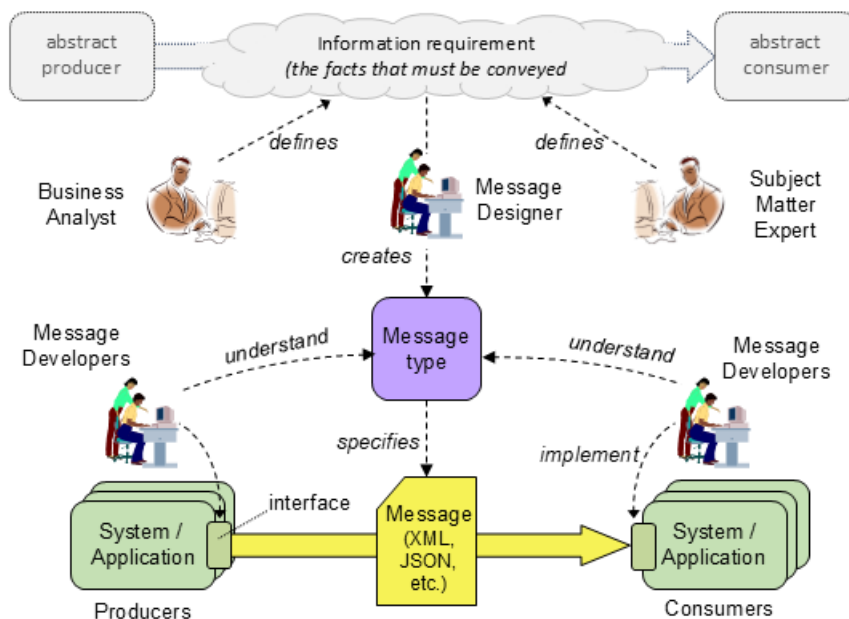 abstract
producer
Information requirement
(the facts that must be conveyed
abstract
consumer
defines
defines
Business
Analyst
Message
Designer
Subject
Matter
Expert
creates
Message
Developers
understand
Message
type
understand
Message
Developers
specifies
implement
interface
System /
Application
Message
(XML,
JSON,
etc.)
System /
Application
Producers
Consumers